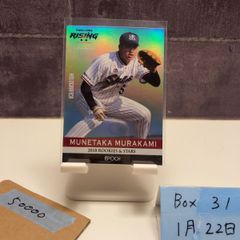 RISING
MUNETAKA MURAKAMI
2018 ROOKIES & STARS
EPOCH
50000
Box 31
1月22日